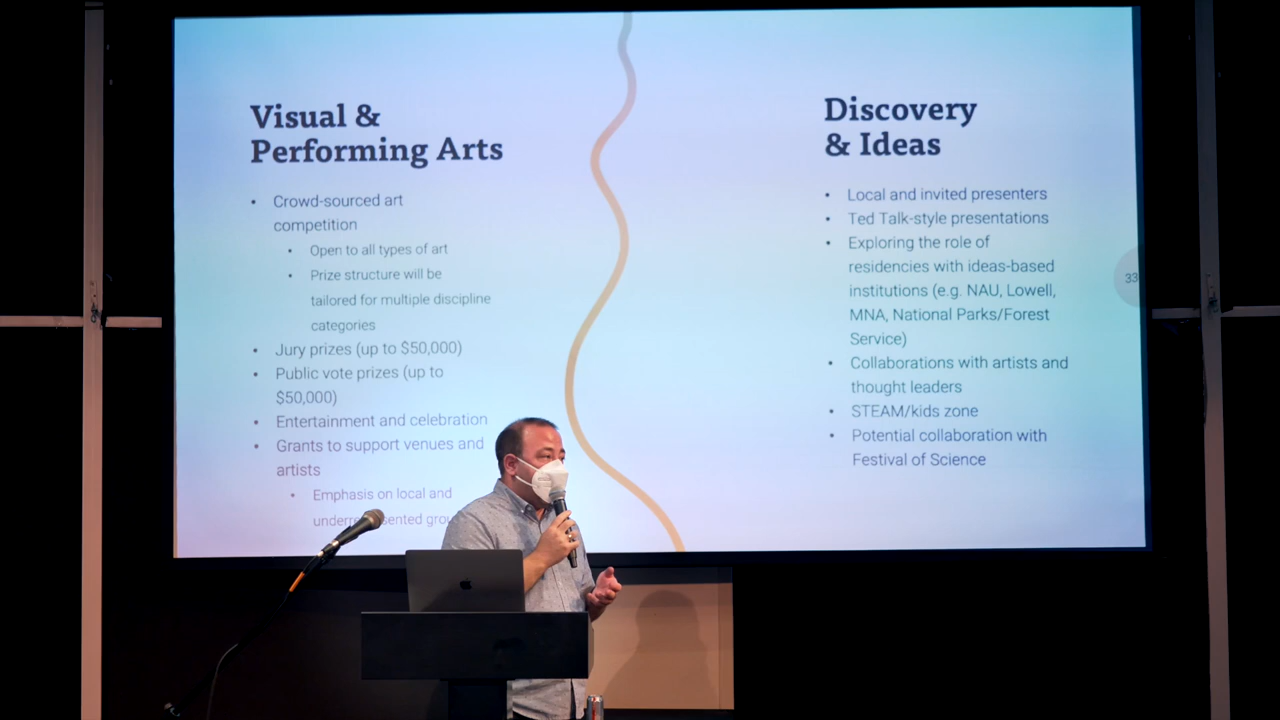 Visual &
Performing Arts
• Crowd-sourced art
competition
• Open to all types of art
• Prize structure will be
tailored for multiple discipline
categories
• Jury prizes (up to $50,000)
• Public vote prizes (up to
$50,000)
• Entertainment and celebration
• Grants to support venues and
artists
• Emphasis on local and
Discovery
& Ideas
• Local and invited presenters
• Ted Talk-style presentations
• Exploring the role of
residencies with ideas-based
institutions (e.g. NAU, Lowell,
MNA, National Parks/Forest
Service)
• Collaborations with artists and
thought leaders
• STEAM/kids zone
• Potential collaboration with
Festival of Science
33